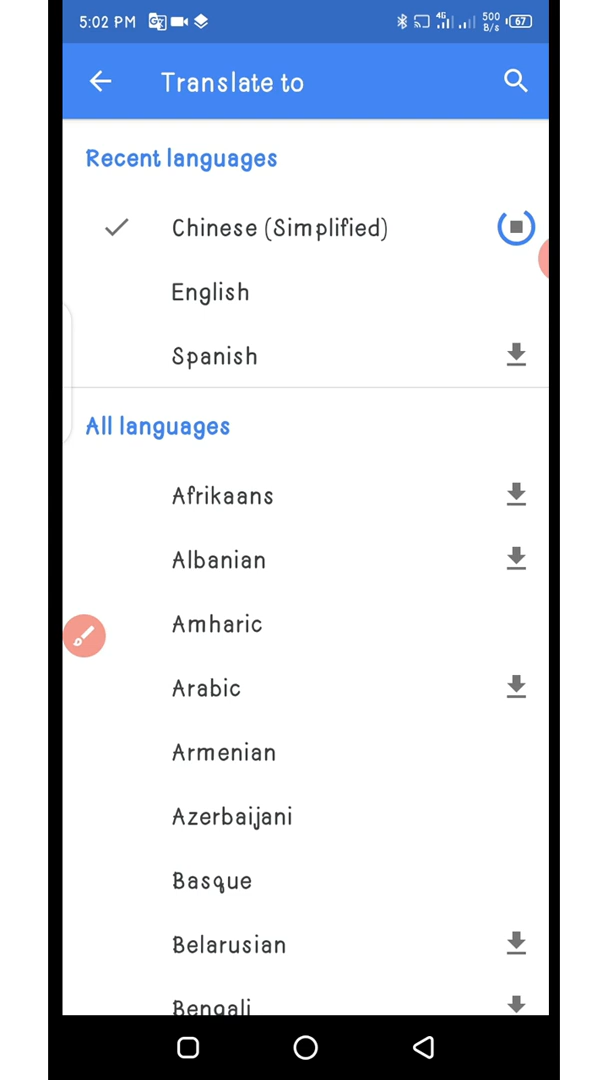 5:02 PM 4G 500 B/s 67
Translate to
Recent languages
Chinese (Simplified)
English
Spanish
All languages
Afrikaans
Albanian
Amharic
Arabic
Armenian
Azerbaijani
Basque
Belarusian
Bengali